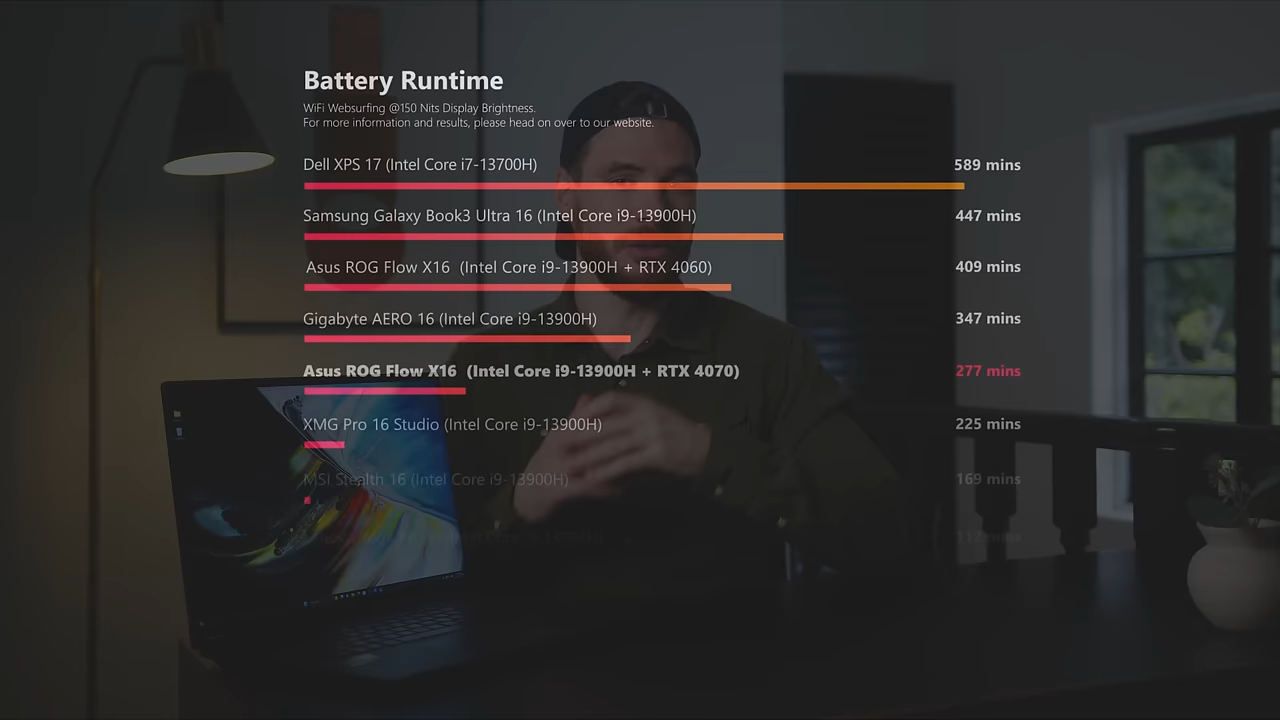 Battery Runtime
WiFi Websurfing @150 Nits Display Brightness.
For more information and results, please head on over to our website.
Dell XPS 17 (Intel Core i7-13700H) 589 mins
Samsung Galaxy Book3 Ultra 16 (Intel Core i9-13900H) 447 mins
Asus ROG Flow X16 (Intel Core i9-13900H + RTX 4060) 409 mins
Gigabyte AERO 16 (Intel Core i9-13900H) 347 mins
Asus ROG Flow X16 (Intel Core i9-13900H + RTX 4070) 277 mins
XMG Pro 16 Studio (Intel Core i9-13900H) 225 mins
MSI Stealth 16 (Intel Core i9-13900H) 169 mins